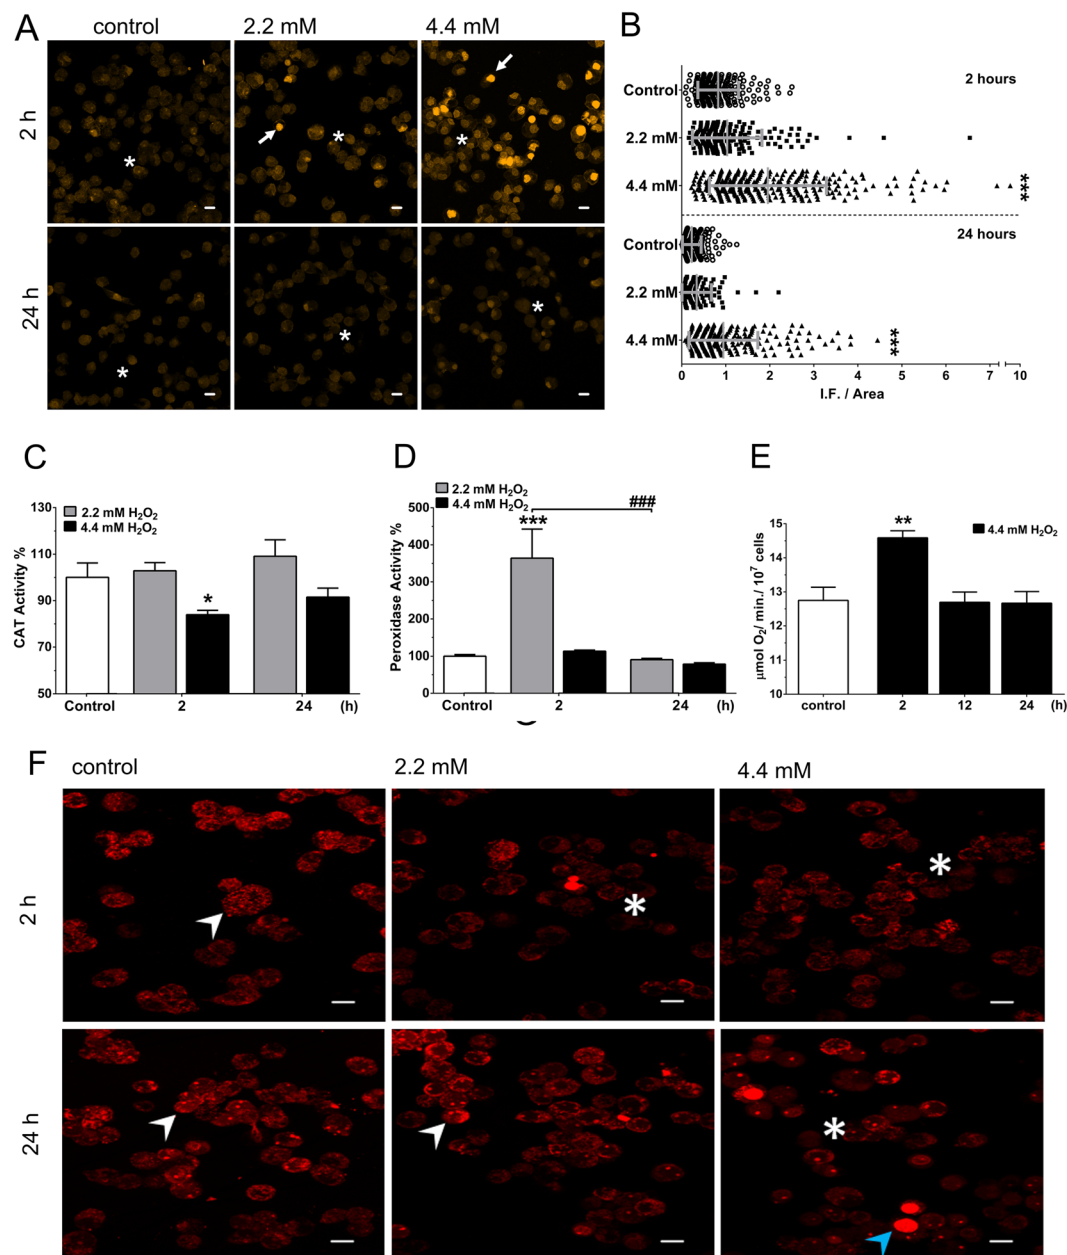 A
control
2.2 mM
4.4 mM
2 h
*
*
*
24 h
*
*
*
B
2 hours
Control
2.2 mM
4.4 mM
***
24 hours
Control
2.2 mM
4.4 mM
***
0 1 2 3 4 5 6 7 10
I.F. / Area
C
2.2 mM H₂O₂
4.4 mM H₂O₂
CAT Activity %
130
110
90
70
50
*
Control 2 24 (h)
D
2.2 mM H₂O₂
4.4 mM H₂O₂
Peroxidase Activity %
500
400
300
200
100
0
***
###
Control 2 24 (h)
E
4.4 mM H₂O₂
µmol O₂/ min./ 10⁷ cells
15
14
13
12
11
10
**
control 2 12 24 (h)
F
control
2.2 mM
4.4 mM
2 h
*
*
24 h
*